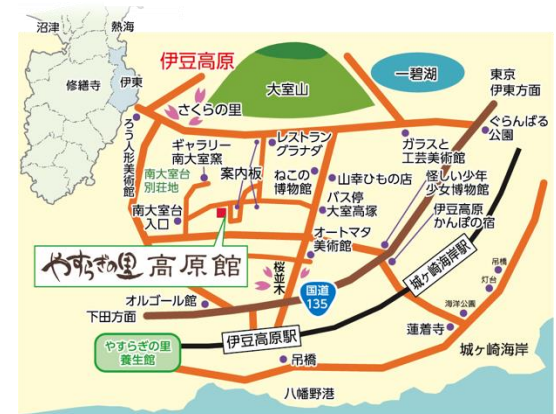 沼津
熱海
修繕寺
伊東
伊豆高原
大室山
一碧湖
東京
伊東方面
さくらの里
ろう人形美術館
ギャラリー
南大室窯
レストラン
グラナダ
ガラスと
工芸美術館
ぐらんぱる
公園
南大室台
別荘地
案内板
ねこの
博物館
山幸ひもの店
怪しい少年
少女博物館
南大室台
入口
バス停
大室高塚
伊豆高原
かんぽの宿
オートマタ
美術館
やすらぎの里 高原館
桜並木
城ヶ崎海岸駅
吊橋
灯台
オルゴール館
国道
135
海洋公園
下田方面
伊豆高原駅
蓮着寺
やすらぎの里
養生館
吊橋
城ヶ崎海岸
八幡野港